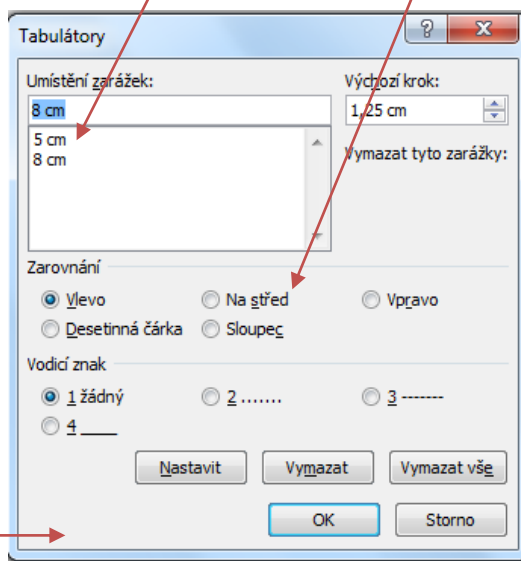 Tabulátory
Umístění zarážek: Výchozí krok:
8 cm 1,25 cm
5 cm Vymazat tyto zarážky:
8 cm
Zarovnání
Vlevo Na střed Vpravo
Desetinná čárka Sloupec
Vodicí znak
1 žádný 2 ....... 3 -------
4 ____
Nastavit Vymazat Vymazat vše
OK Storno